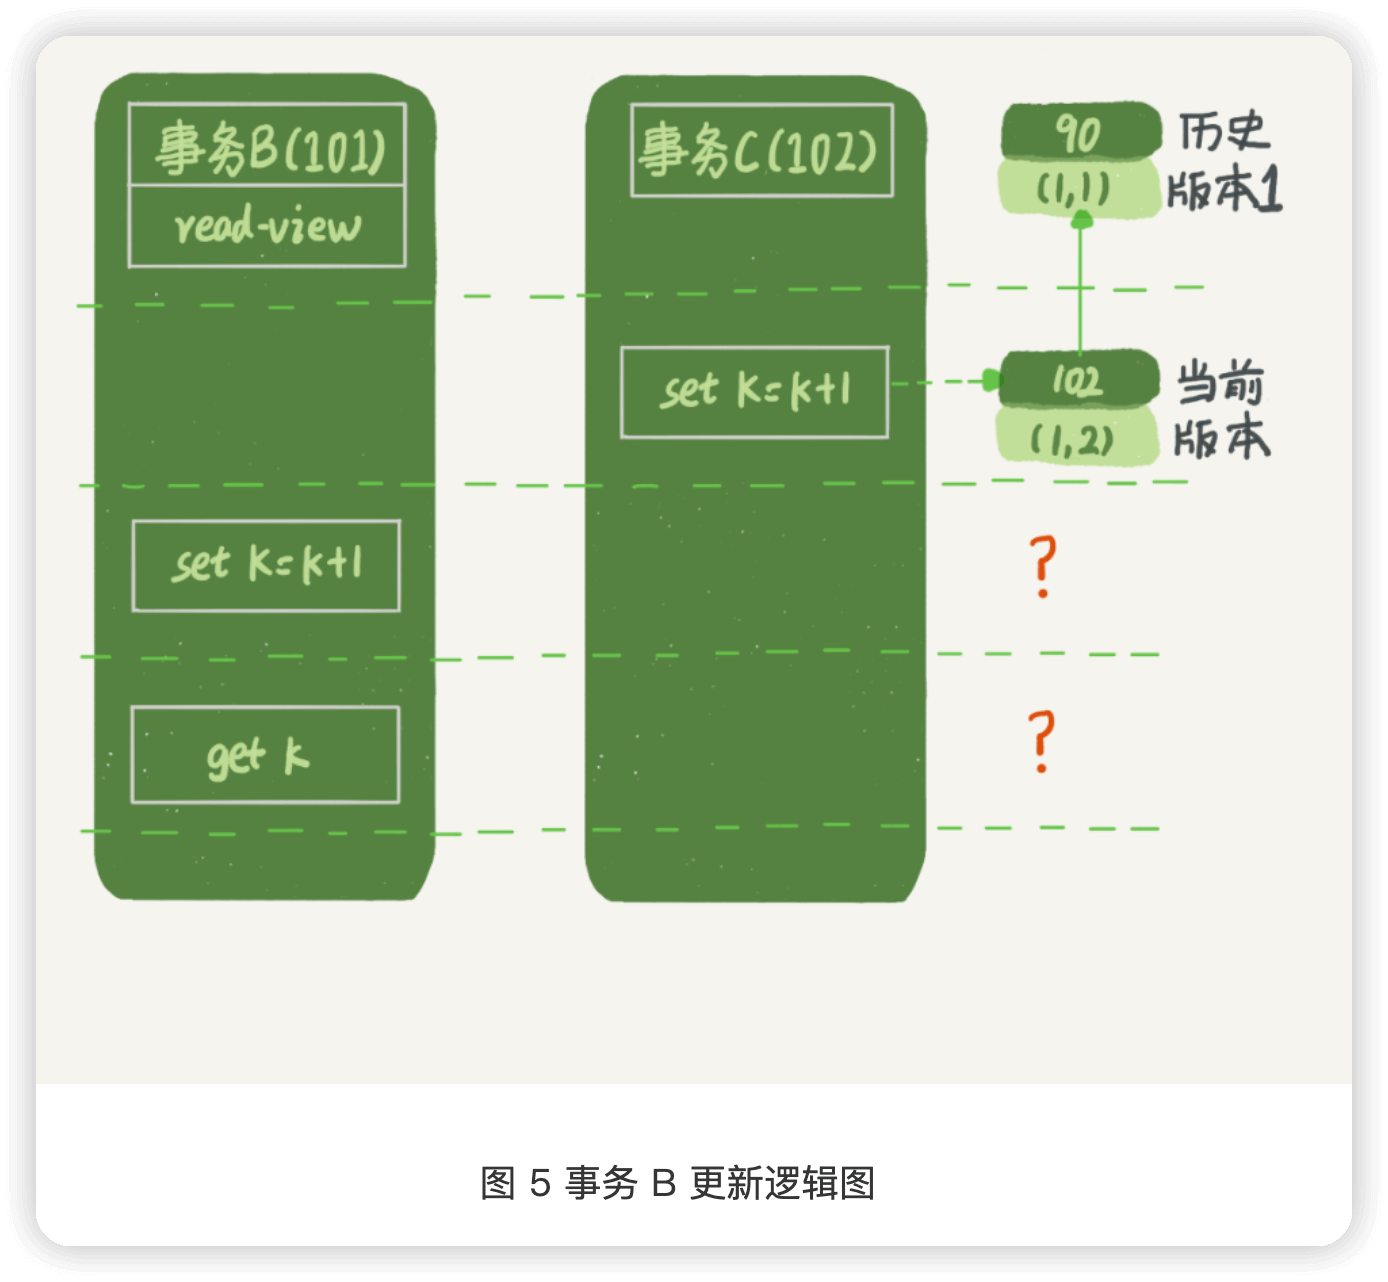 事务B(101)
read-view
事务C(102)
90
(1,1)
历史
版本1
set k=k+1
102
(1,2)
当前
版本
set k=k+1
?
get k
?
图 5 事务 B 更新逻辑图